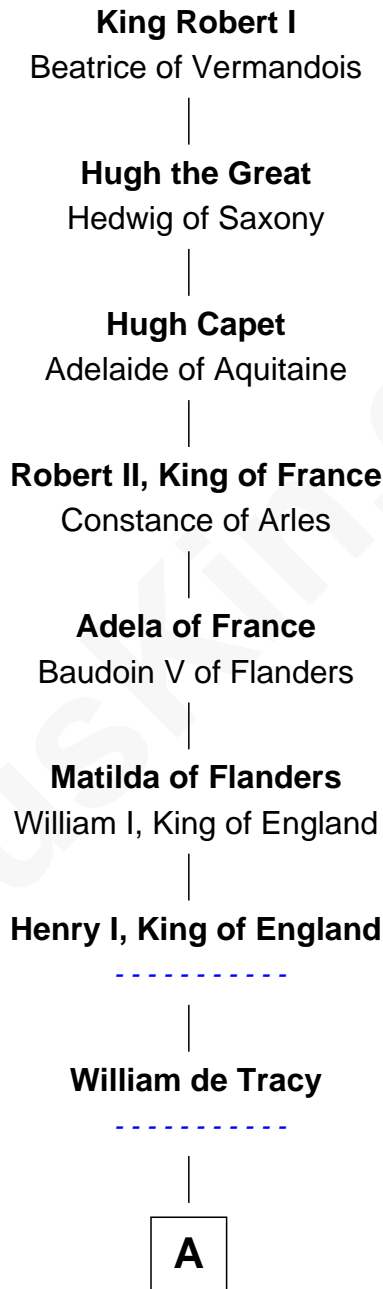 King Robert I
Beatrice of Vermandois
Hugh the Great
Hedwig of Saxony
Hugh Capet
Adelaide of Aquitaine
Robert II, King of France
Constance of Arles
Adela of France
Baudoin V of Flanders
Matilda of Flanders
William I, King of England
Henry I, King of England
- - - - - - - - - - -
William de Tracy
- - - - - - - - - - -
A